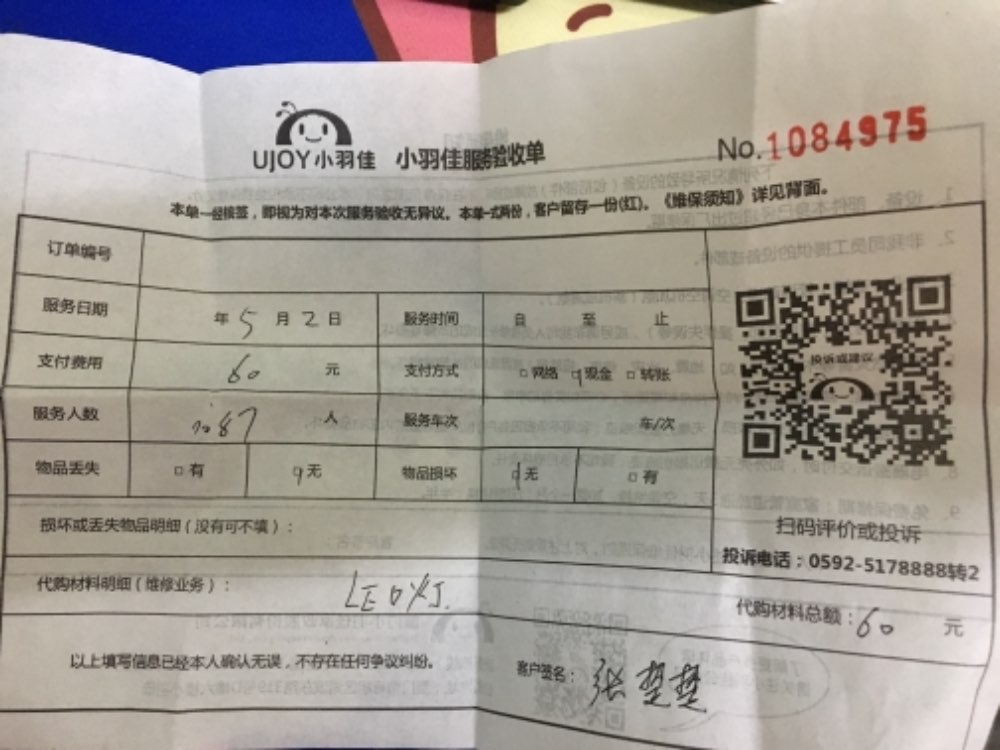 UJOY小羽佳 小羽佳服务验收单 No.1084975
本单一经接签，即视为对本次服务验收无异议。本单一式两份，客户留存一份(红)。《维保须知》详见背面。
订单编号
服务日期 年5月2日 服务时间 自 至 止
支付费用 60 元 支付方式 □网络 □现金 □转账
服务人数 人 服务车次 车/次
物品丢失 □有 □无 物品损坏 □无 □有
投诉或建议
扫码评价或投诉
投诉电话：0592-5178888转2
损坏或丢失物品明细（没有可不填）：
代购材料明细（维修业务）：LED灯. 代购材料总额：60 元
以上填写信息已经本人确认无误，不存在任何争议纠纷。 客户签名：张